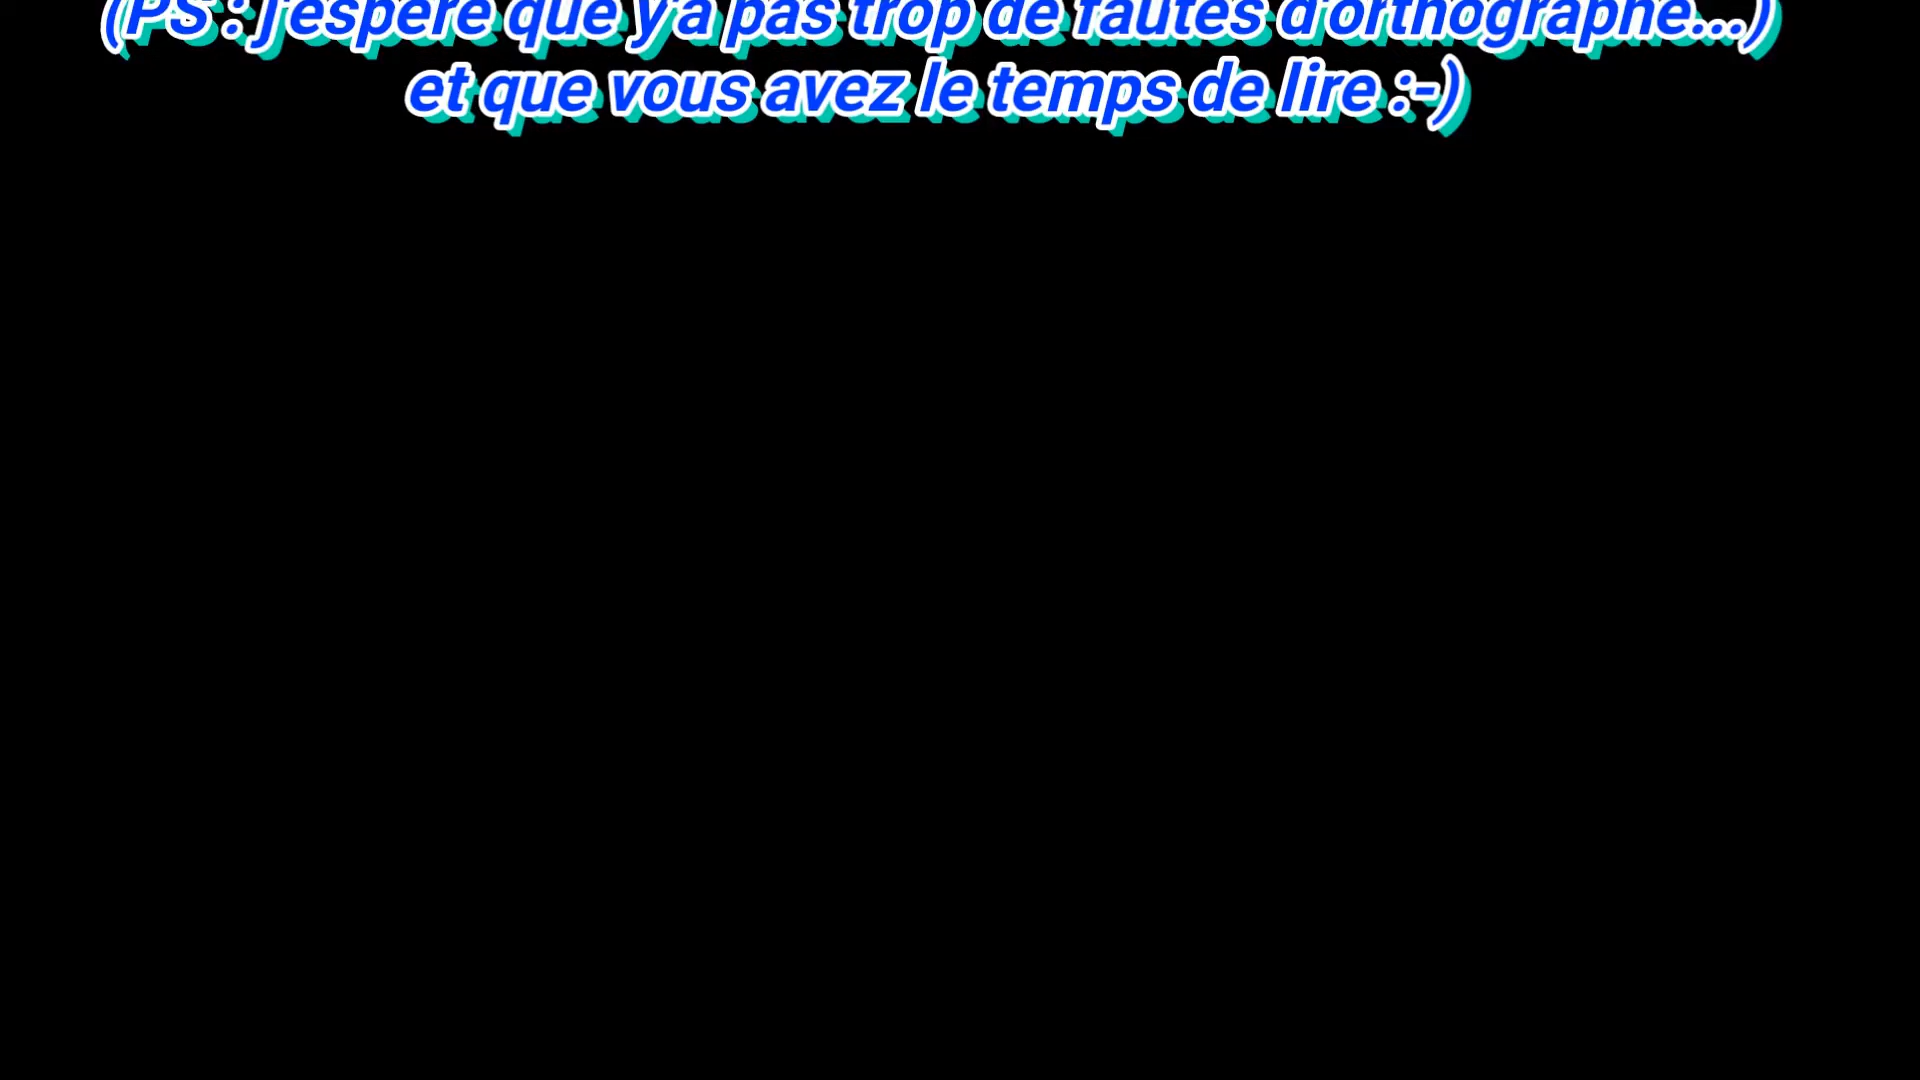 (PS : j'espère que y'a pas trop de fautes d'orthographe...)
et que vous avez le temps de lire :-)